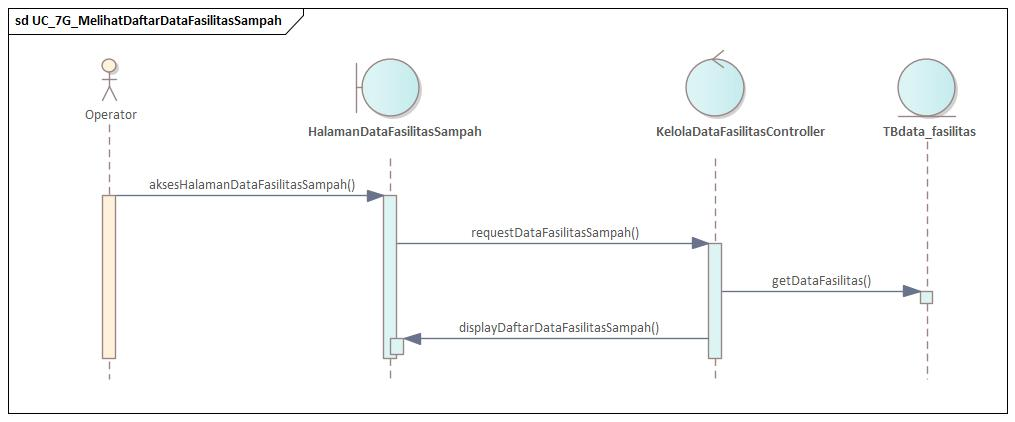 sd UC_7G_MelihatDaftarDataFasilitasSampah
Operator
HalamanDataFasilitasSampah
KelolaDataFasilitasController
TBdata_fasilitas
aksesHalamanDataFasilitasSampah()
requestDataFasilitasSampah()
getDataFasilitas()
displayDaftarDataFasilitasSampah()